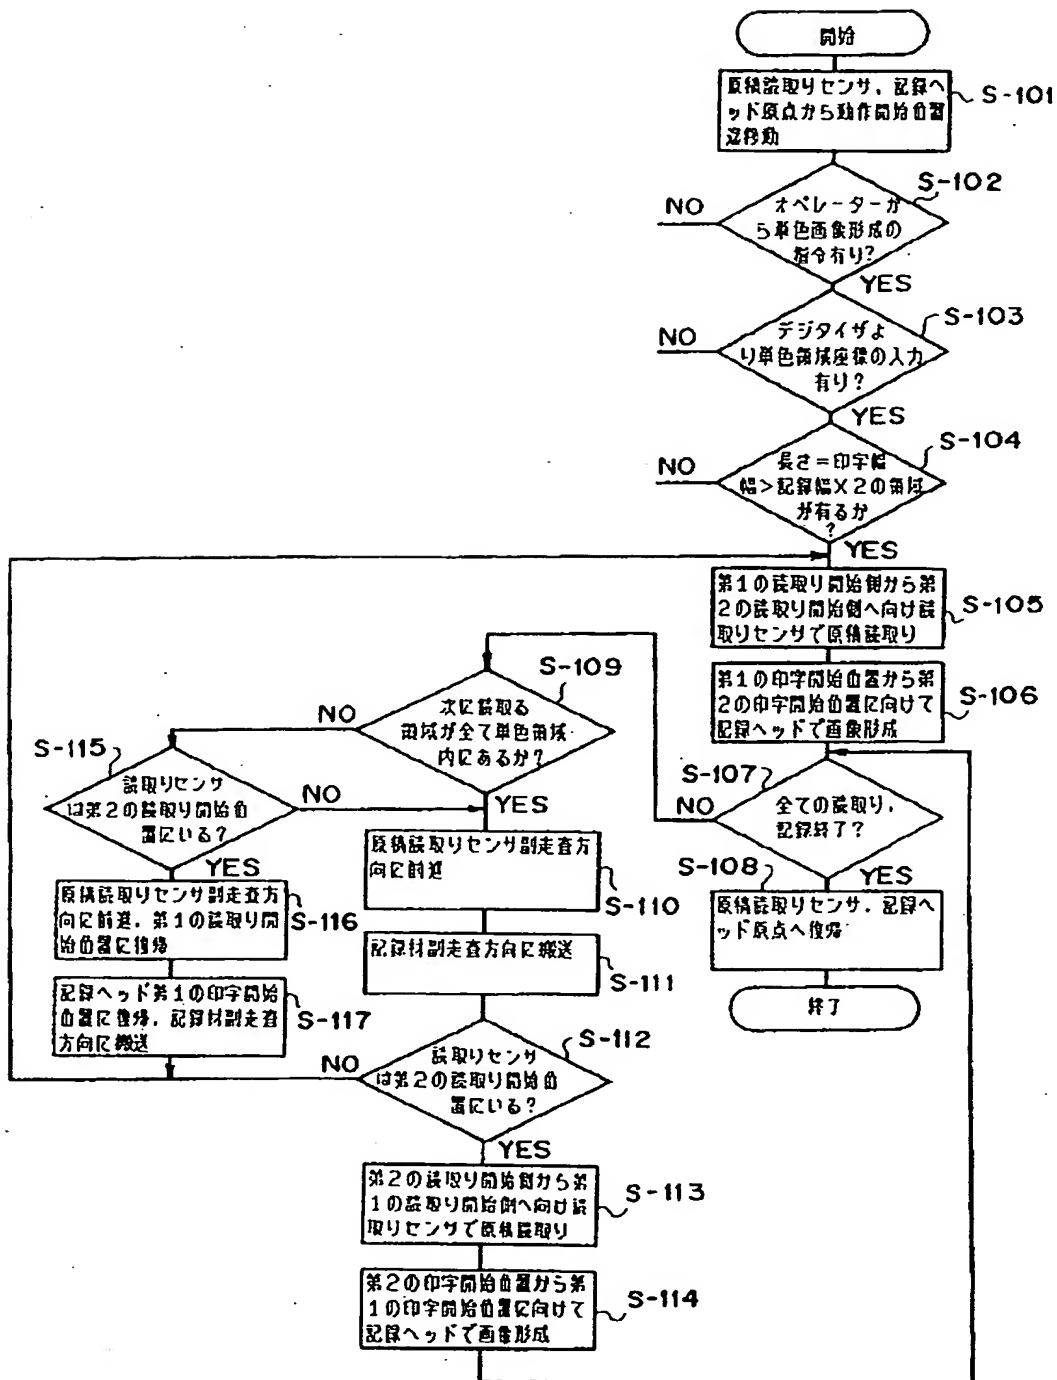 開始
原稿読取りセンサ，記録ヘ
ッド原点から動作開始位置
迄移動
S-101
S-102
NO
オペレーターか
ら単色画象形成の
指令有り？
YES
S-103
NO
デジタイザよ
り単色領域座標の入力
有り？
YES
S-104
NO
長さ＝印字幅
幅＞記録幅×2の領域
が有るか
？
YES
第1の読取り開始側から第
2の読取り開始側へ向け読
取りセンサで原稿読取り
S-105
第1の印字開始位置から第
2の印字開始位置に向けて
記録ヘッドで画像形成
S-106
S-107
NO
全ての読取り，
記録終了？
YES
S-108
原稿読取りセンサ，記録ヘ
ッド原点へ復帰
終了
S-109
NO
次に読取る
領域が全て単色領域
内にあるか？
YES
S-115
読取りセンサ
は第2の読取り開始位
置にいる？
NO
YES
原稿読取りセンサ副走査方
向に前進
S-110
原稿読取りセンサ副走査方
向に前進，第1の読取り開
始位置に復帰
S-116
記録材副走査方向に搬送
S-111
記録ヘッド第1の印字開始
位置に復帰，記録材副走査
方向に搬送
S-117
S-112
NO
読取りセンサ
は第2の読取り開始位
置にいる？
YES
第2の読取り開始側から第
1の読取り開始側へ向け読
取りセンサで原稿読取り
S-113
第2の印字開始位置から第
1の印字開始位置に向けて
記録ヘッドで画像形成
S-114